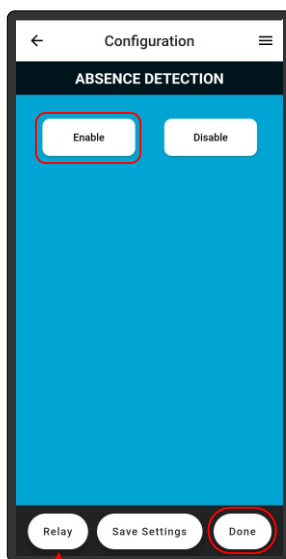 Configuration
ABSENCE DETECTION
Enable Disable
Relay Save Settings Done